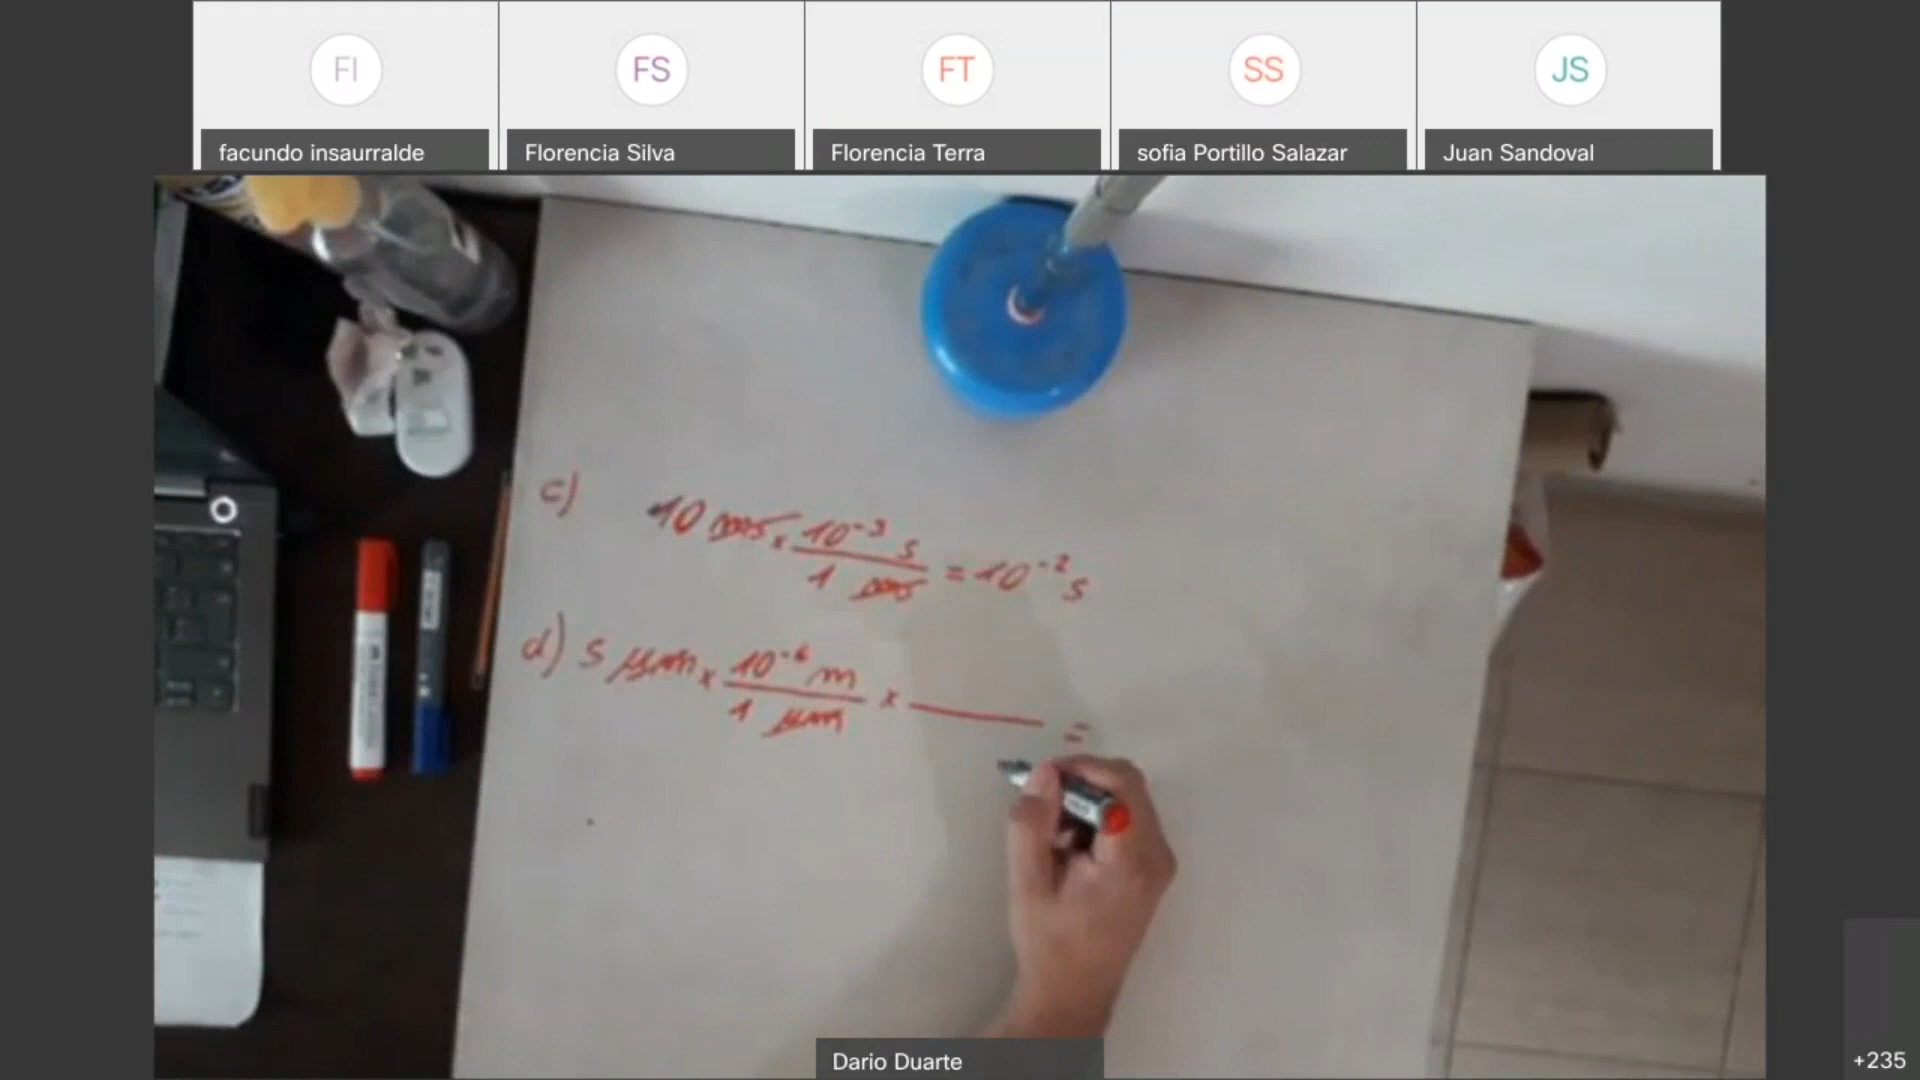 FI
FS
FT
SS
JS
facundo insaurralde
Florencia Silva
Florencia Terra
sofia Portillo Salazar
Juan Sandoval
c) 10 ms x 10⁻³ s / 1 ms = 10⁻² s
d) 5 μm x 10⁻⁶ m / 1 μm x ―― =
Dario Duarte
+235